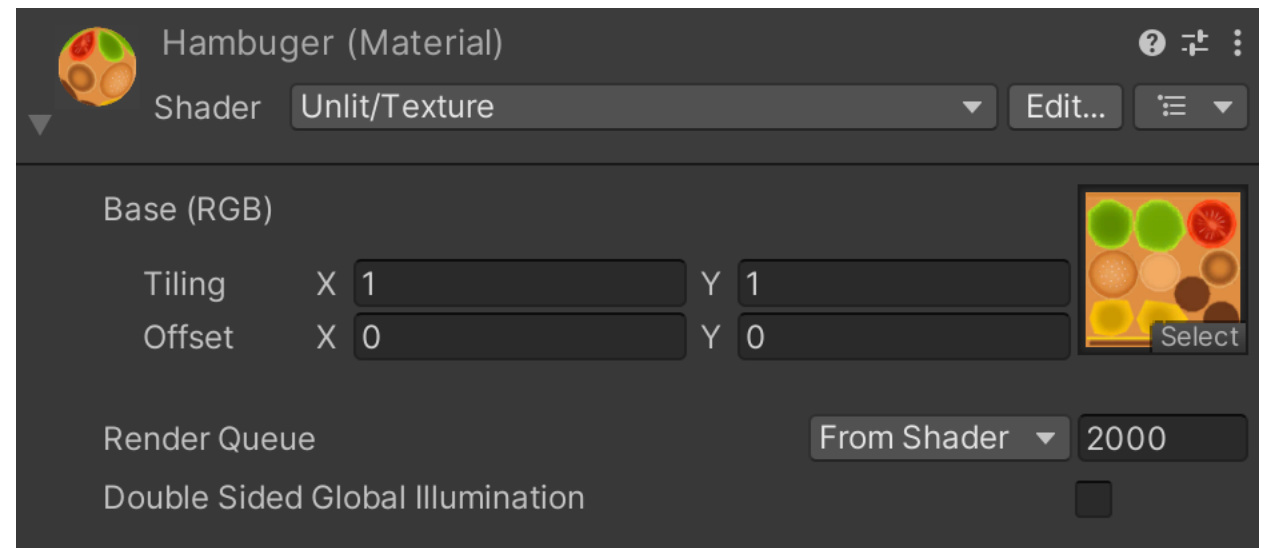 Hambuger (Material)
Shader Unlit/Texture Edit...
Base (RGB)
Tiling X 1 Y 1
Offset X 0 Y 0
Select
Render Queue From Shader 2000
Double Sided Global Illumination